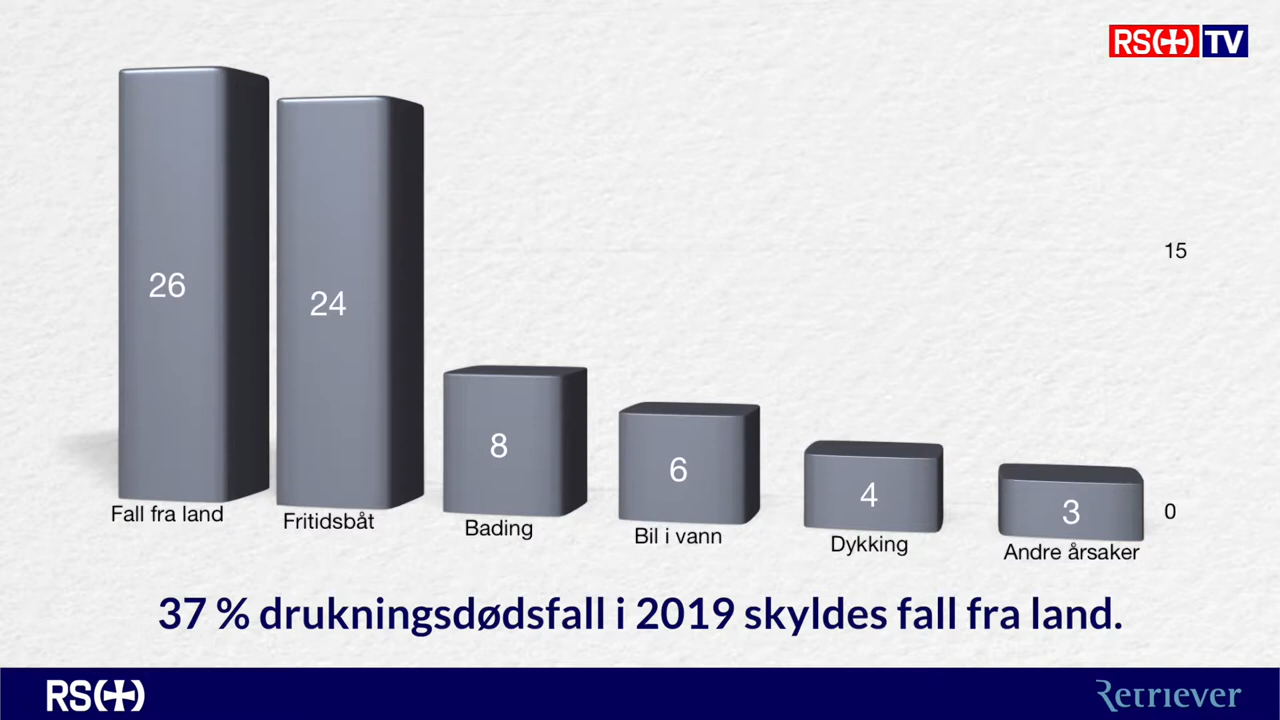 RS(+) TV
26
24
8
6
4
3
15
0
Fall fra land
Fritidsbåt
Bading
Bil i vann
Dykking
Andre årsaker
37 % drukningsdødsfall i 2019 skyldes fall fra land.
RS(+)
Retriever